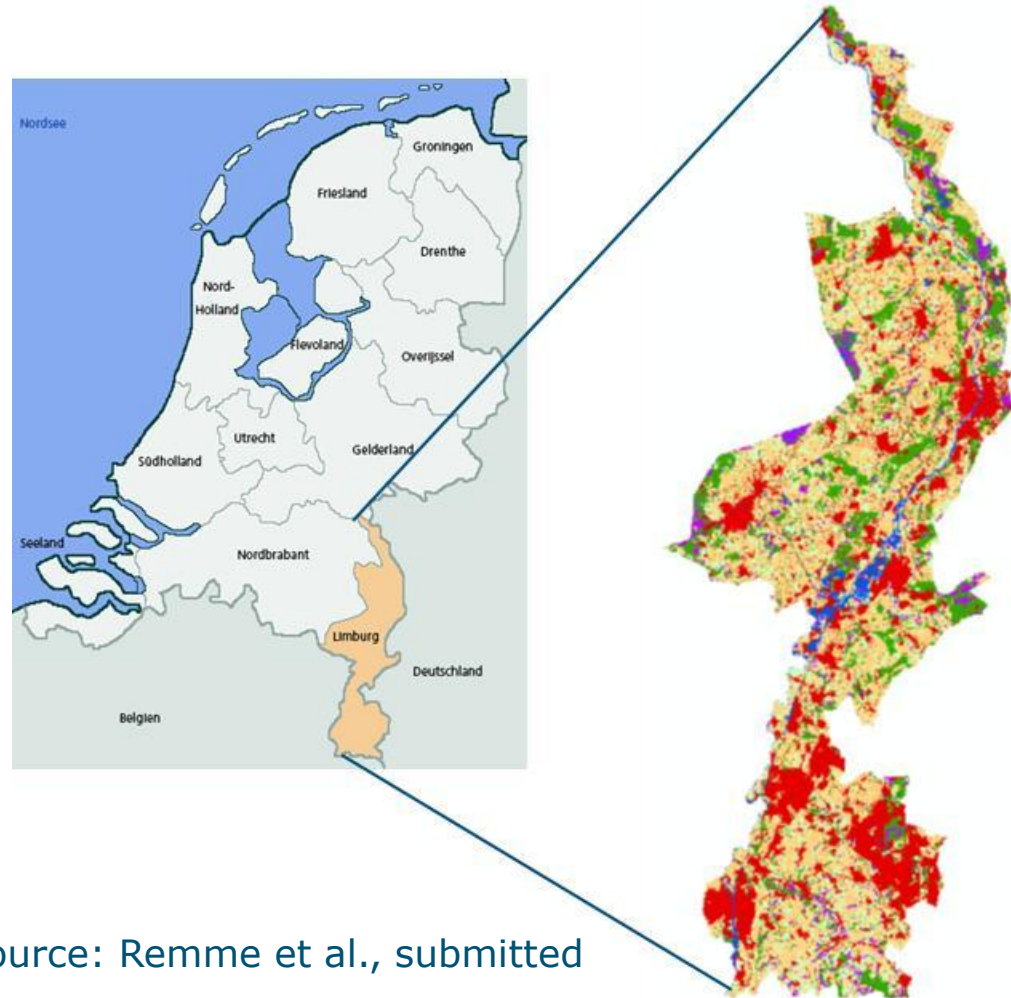 Nordsee
Groningen
Friesland
Drenthe
Nord-
Holland
Flevoland
Overijssel
Utrecht
Gelderland
Südholland
Seeland
Nordbrabant
Limburg
Deutschland
Belgien
ource: Remme et al., submitted